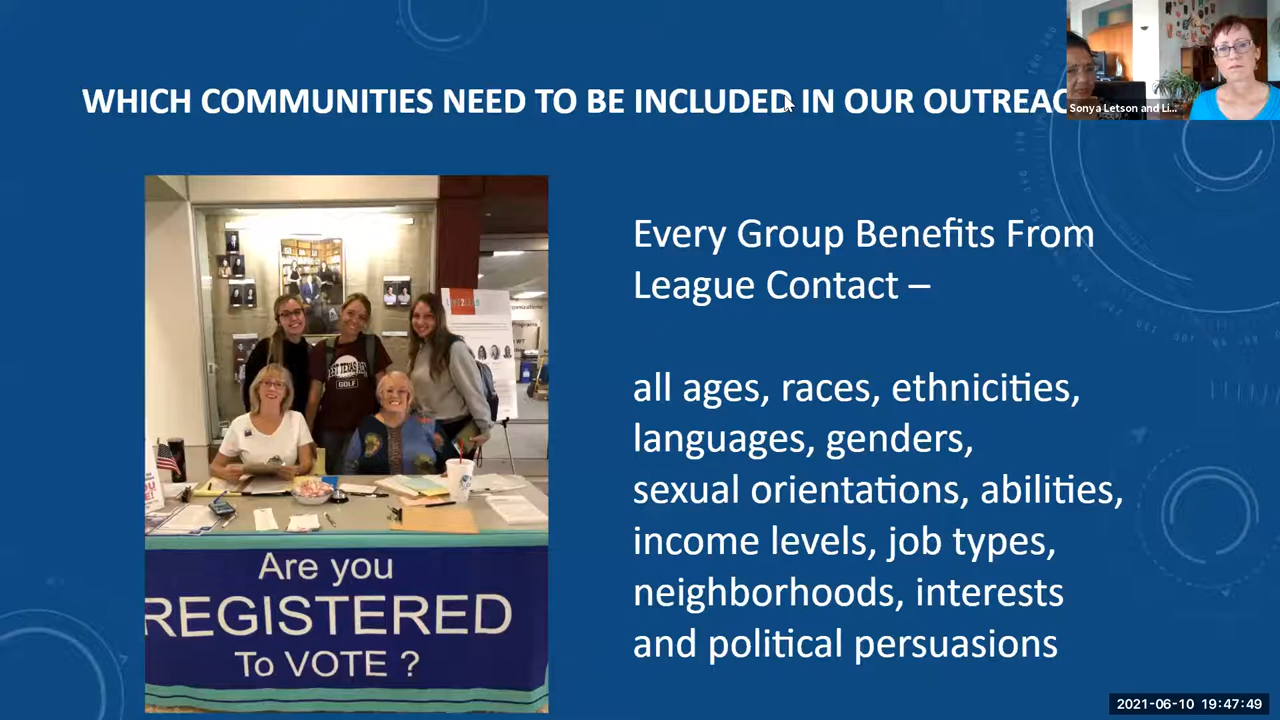 WHICH COMMUNITIES NEED TO BE INCLUDED IN OUR OUTREAC
Sonya Letson and Li...
Every Group Benefits From
League Contact –
all ages, races, ethnicities,
languages, genders,
sexual orientations, abilities,
income levels, job types,
neighborhoods, interests
and political persuasions
GOLF
Are you
REGISTERED
To VOTE ?
2021-06-10 19:47:49